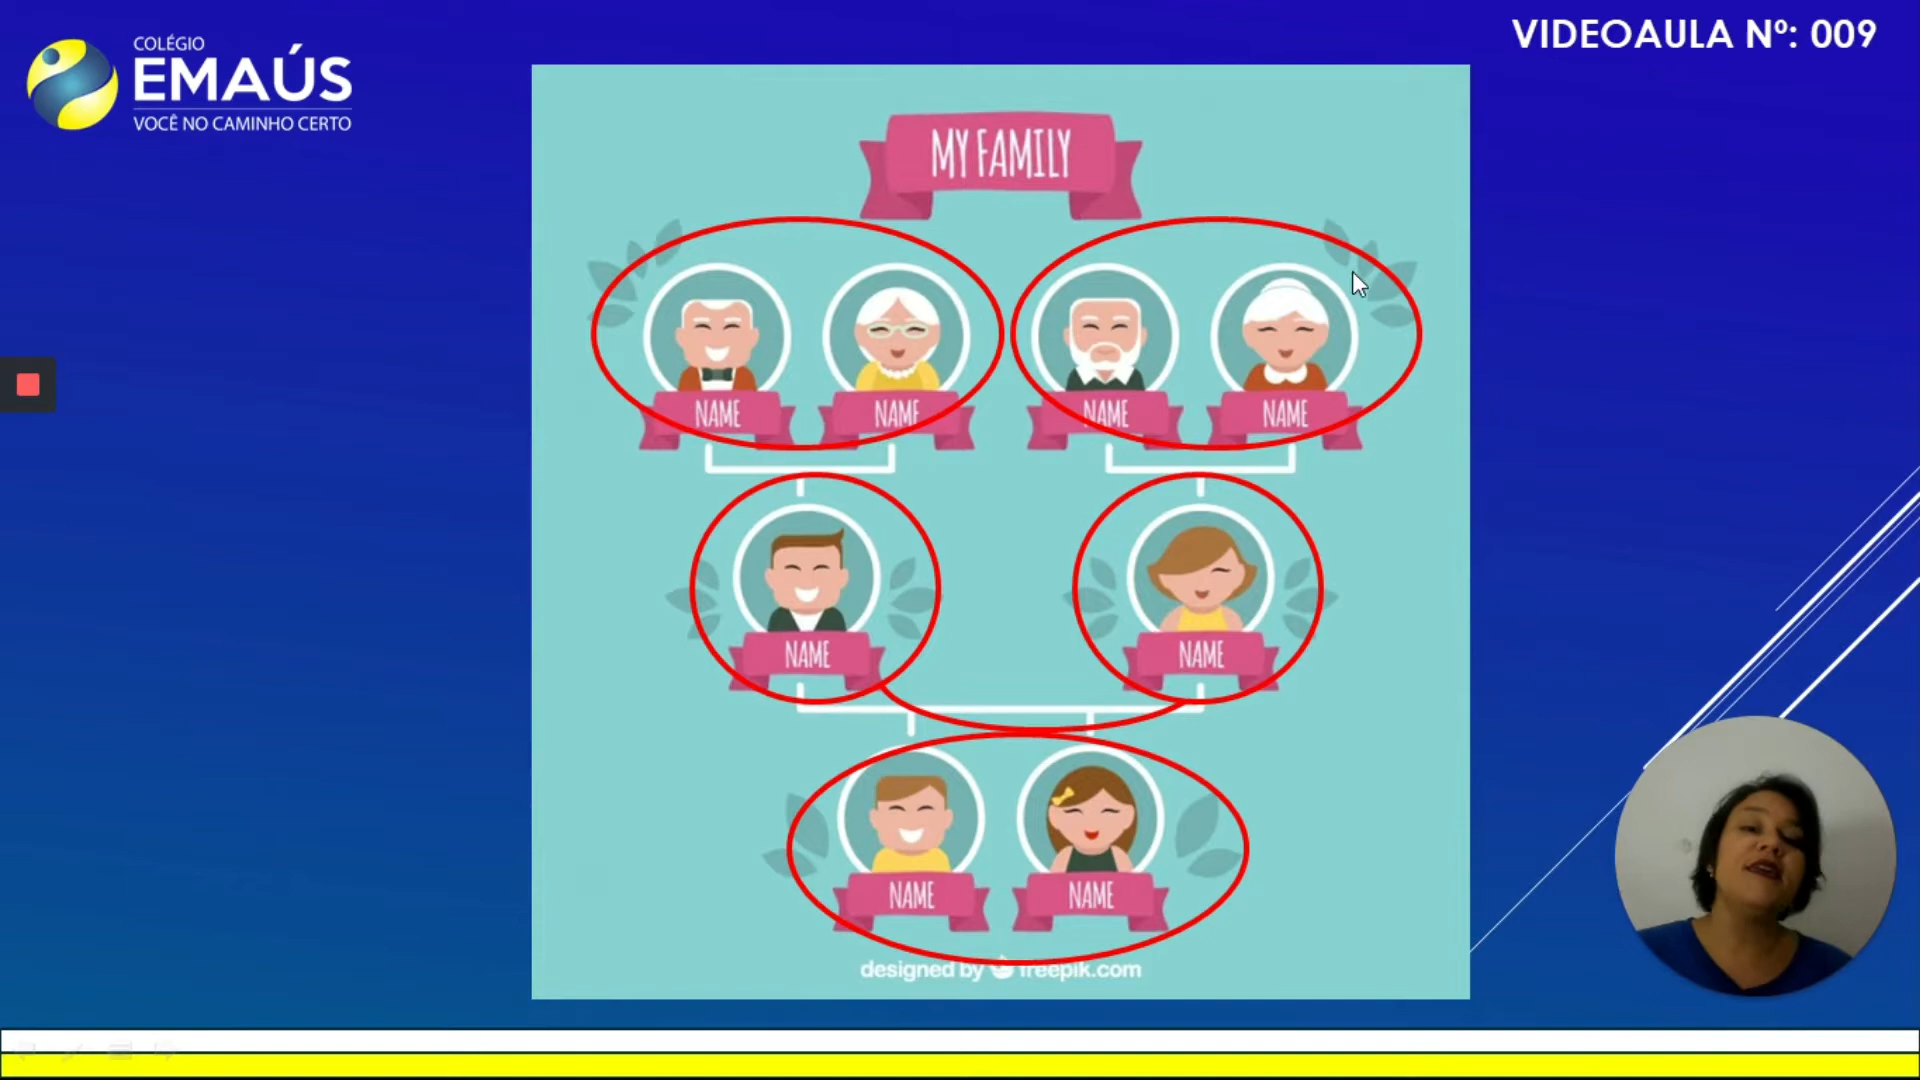 COLÉGIO
EMAÚS
VOCÊ NO CAMINHO CERTO
VIDEOAULA Nº: 009
MY FAMILY
NAME
NAME
NAME
NAME
NAME
NAME
NAME
NAME
designed by freepik.com